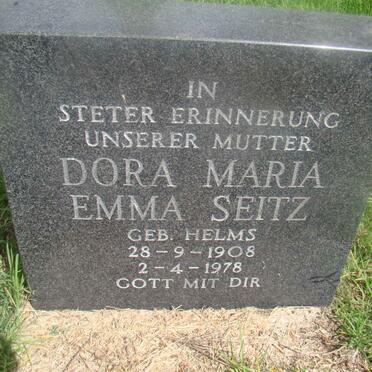 IN
STETER ERINNERUNG
UNSERER MUTTER
DORA MARIA
EMMA SEITZ
GEB. HELMS
28-9-1908
2-4-1978
GOTT MIT DIR